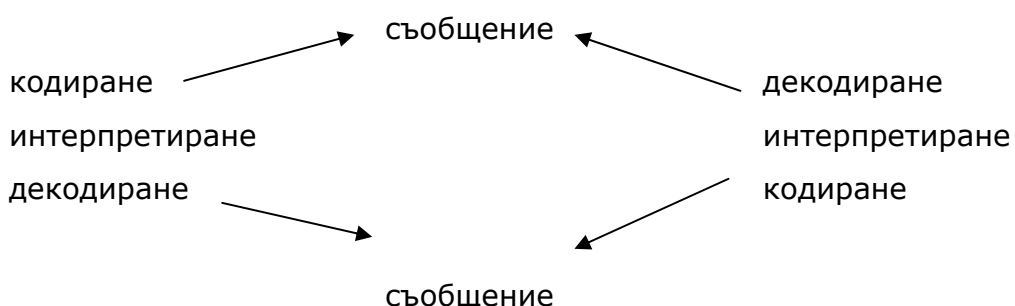 съобщение
кодиране декодиране
интерпретиране интерпретиране
декодиране кодиране
съобщение